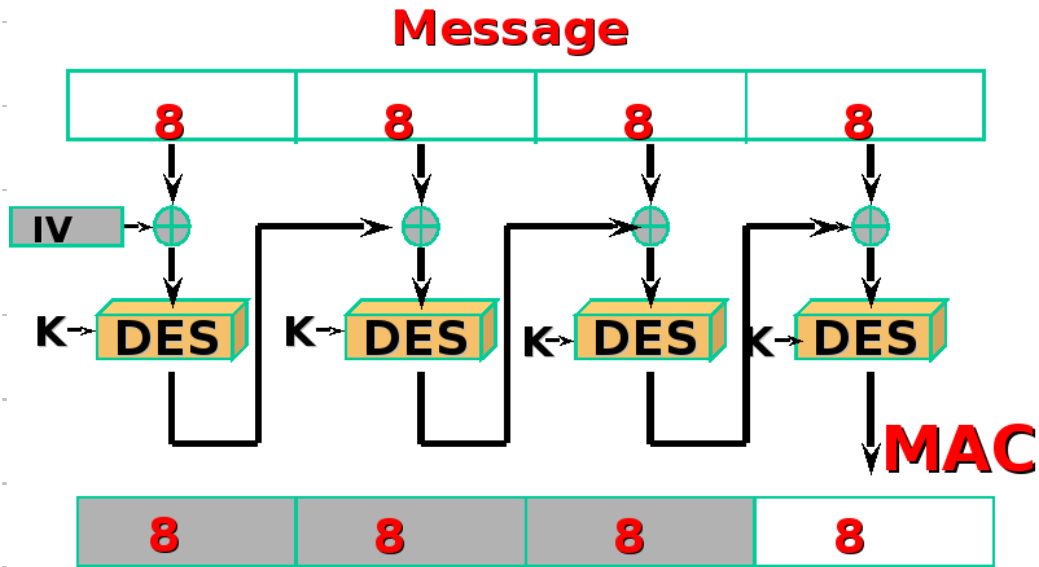 Message
8 8 8 8
IV
K DES K DES K DES K DES
MAC
8 8 8 8